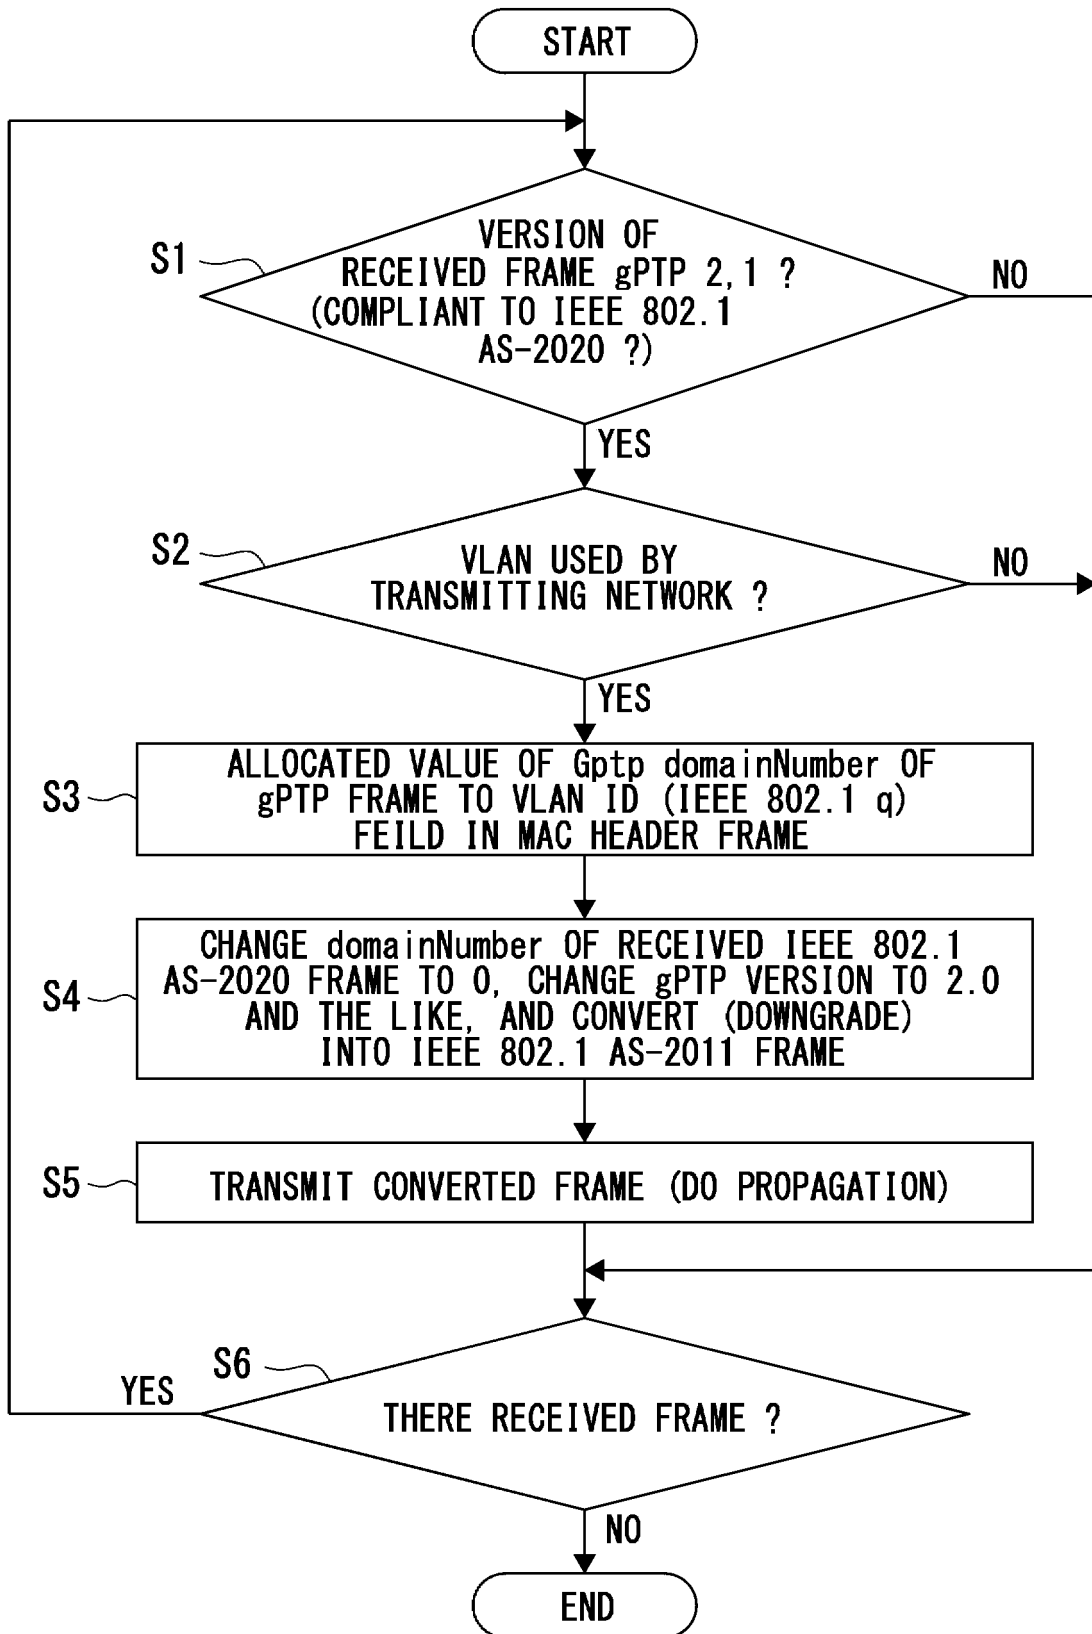 START
S1
VERSION OF
RECEIVED FRAME gPTP 2,1 ?
(COMPLIANT TO IEEE 802.1
AS-2020 ?)
NO
YES
S2
VLAN USED BY
TRANSMITTING NETWORK ?
NO
YES
S3
ALLOCATED VALUE OF Gptp domainNumber OF
gPTP FRAME TO VLAN ID (IEEE 802.1 q)
FEILD IN MAC HEADER FRAME
S4
CHANGE domainNumber OF RECEIVED IEEE 802.1
AS-2020 FRAME TO 0, CHANGE gPTP VERSION TO 2.0
AND THE LIKE, AND CONVERT (DOWNGRADE)
INTO IEEE 802.1 AS-2011 FRAME
S5
TRANSMIT CONVERTED FRAME (DO PROPAGATION)
S6
YES
THERE RECEIVED FRAME ?
NO
END